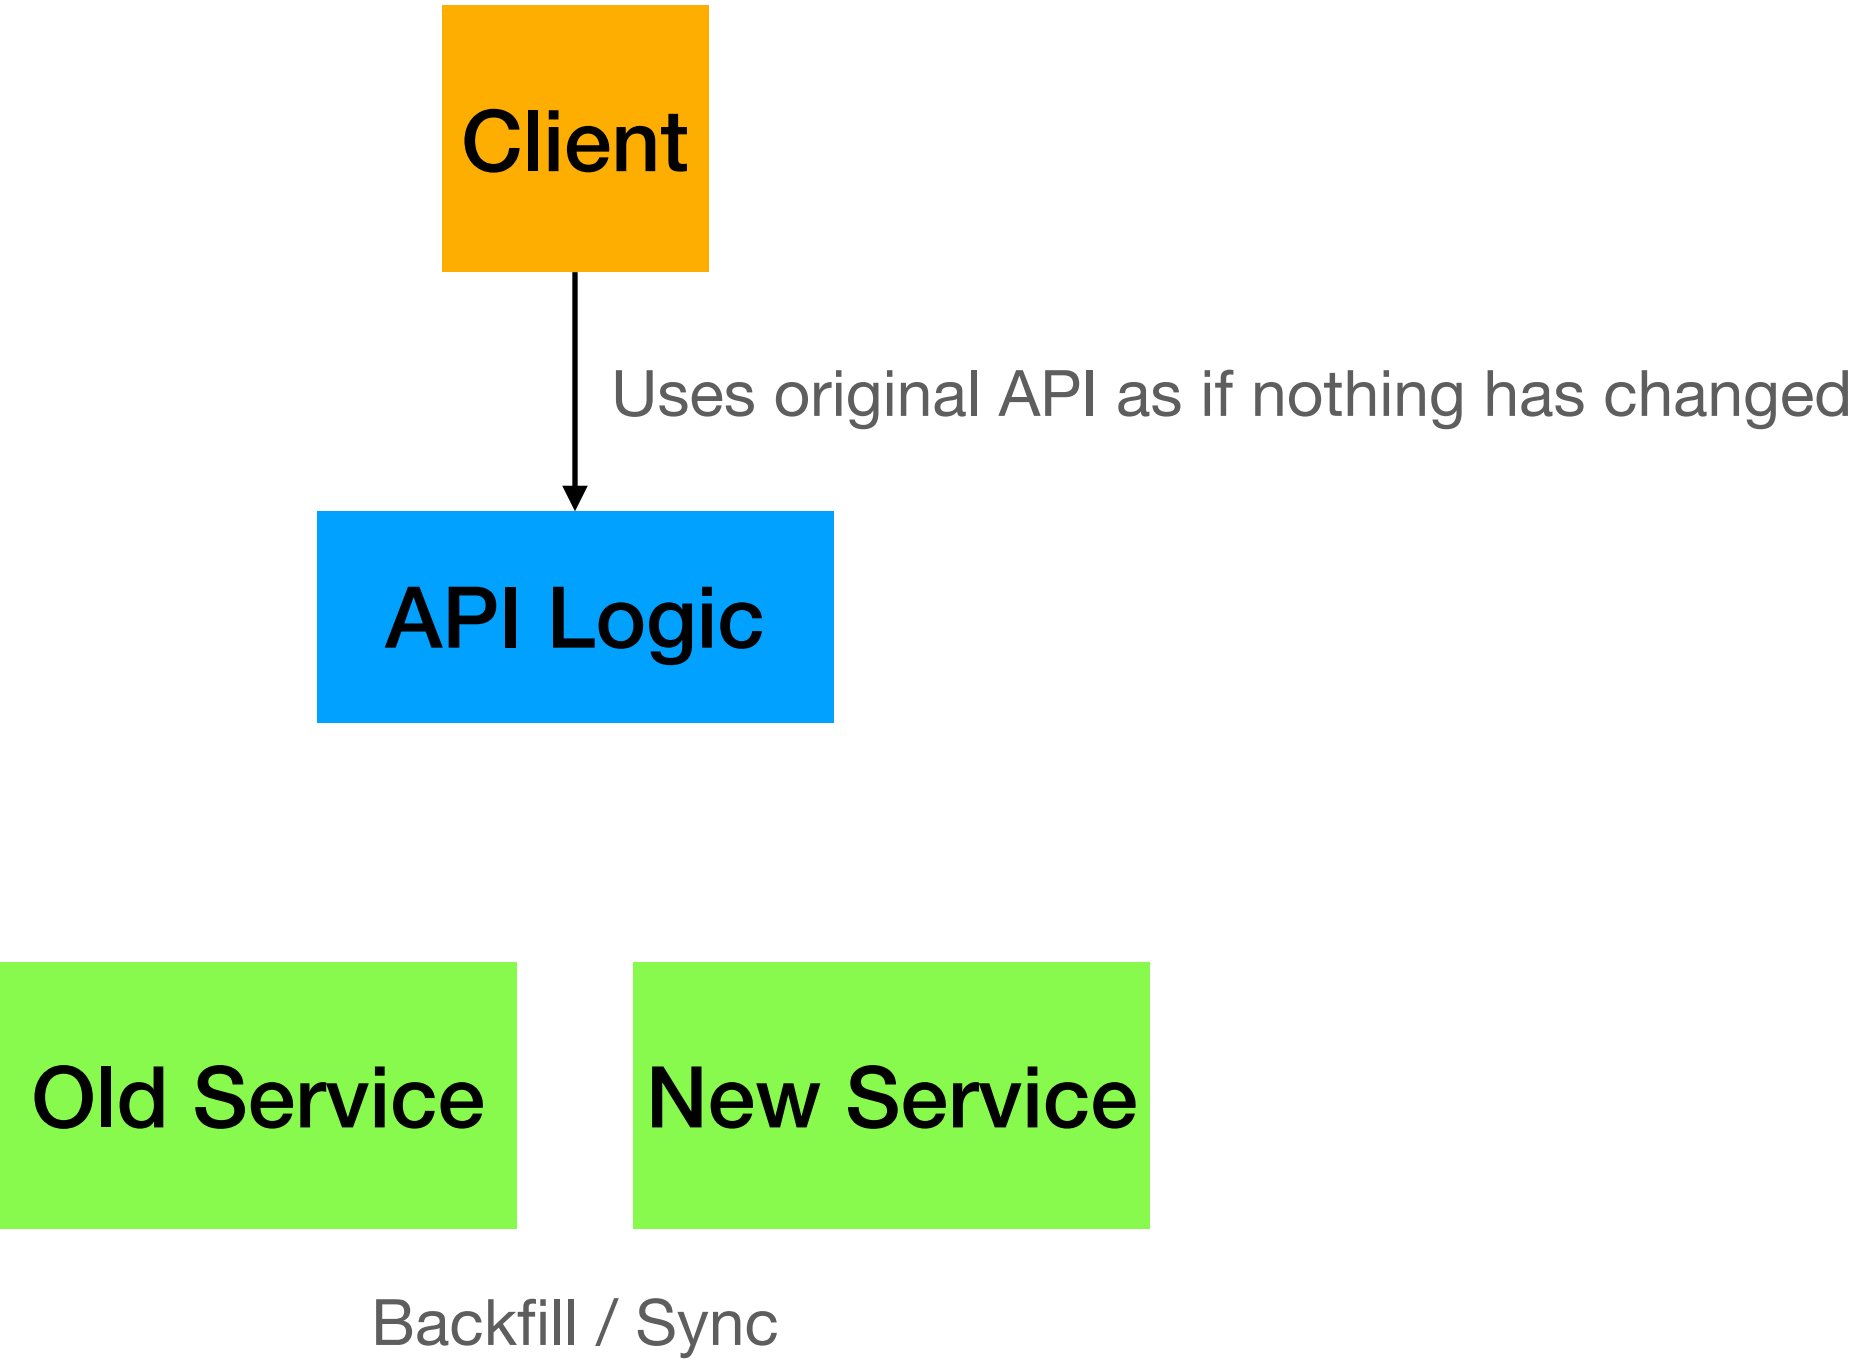 Client
Uses original API as if nothing has changed
API Logic
Old Service
New Service
Backfill / Sync